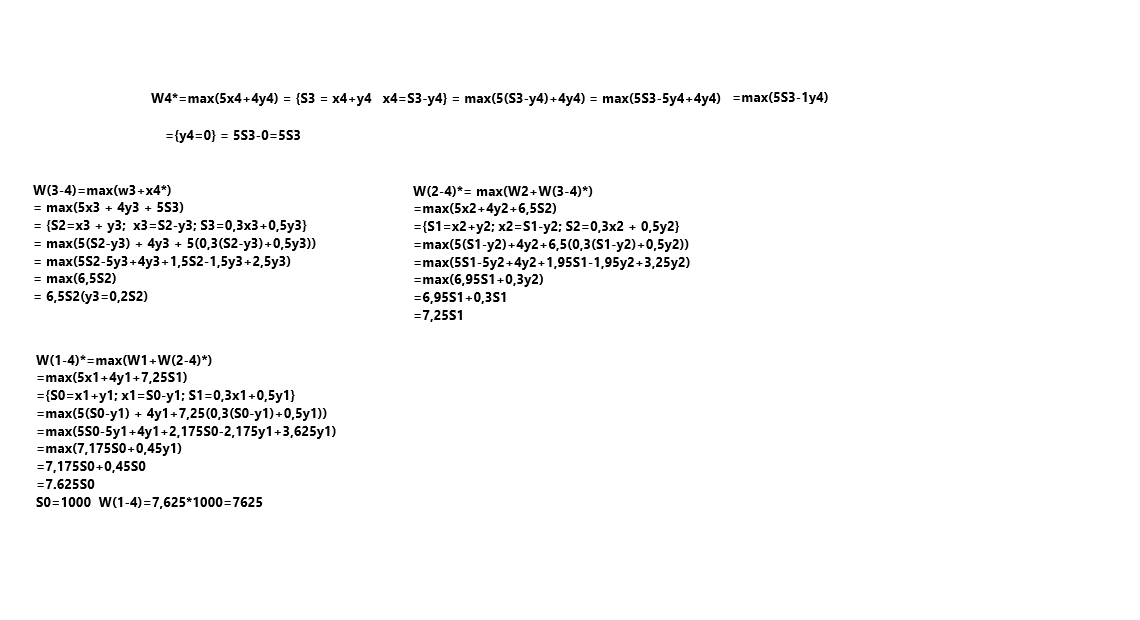 W4*=max(5x4+4y4) = {S3 = x4+y4 x4=S3-y4} = max(5(S3-y4)+4y4) = max(5S3-5y4+4y4) =max(5S3-1y4)
={y4=0} = 5S3-0=5S3
W(3-4)=max(w3+x4*)
= max(5x3 + 4y3 + 5S3)
= {S2=x3 + y3; x3=S2-y3; S3=0,3x3+0,5y3}
= max(5(S2-y3) + 4y3 + 5(0,3(S2-y3)+0,5y3))
= max(5S2-5y3+4y3+1,5S2-1,5y3+2,5y3)
= max(6,5S2)
= 6,5S2(y3=0,2S2)
W(2-4)*= max(W2+W(3-4)*)
=max(5x2+4y2+6,5S2)
={S1=x2+y2; x2=S1-y2; S2=0,3x2 + 0,5y2}
=max(5(S1-y2)+4y2+6,5(0,3(S1-y2)+0,5y2))
=max(5S1-5y2+4y2+1,95S1-1,95y2+3,25y2)
=max(6,95S1+0,3y2)
=6,95S1+0,3S1
=7,25S1
W(1-4)*=max(W1+W(2-4)*)
=max(5x1+4y1+7,25S1)
={S0=x1+y1; x1=S0-y1; S1=0,3x1+0,5y1}
=max(5(S0-y1) + 4y1+7,25(0,3(S0-y1)+0,5y1))
=max(5S0-5y1+4y1+2,175S0-2,175y1+3,625y1)
=max(7,175S0+0,45y1)
=7,175S0+0,45S0
=7.625S0
S0=1000 W(1-4)=7,625*1000=7625